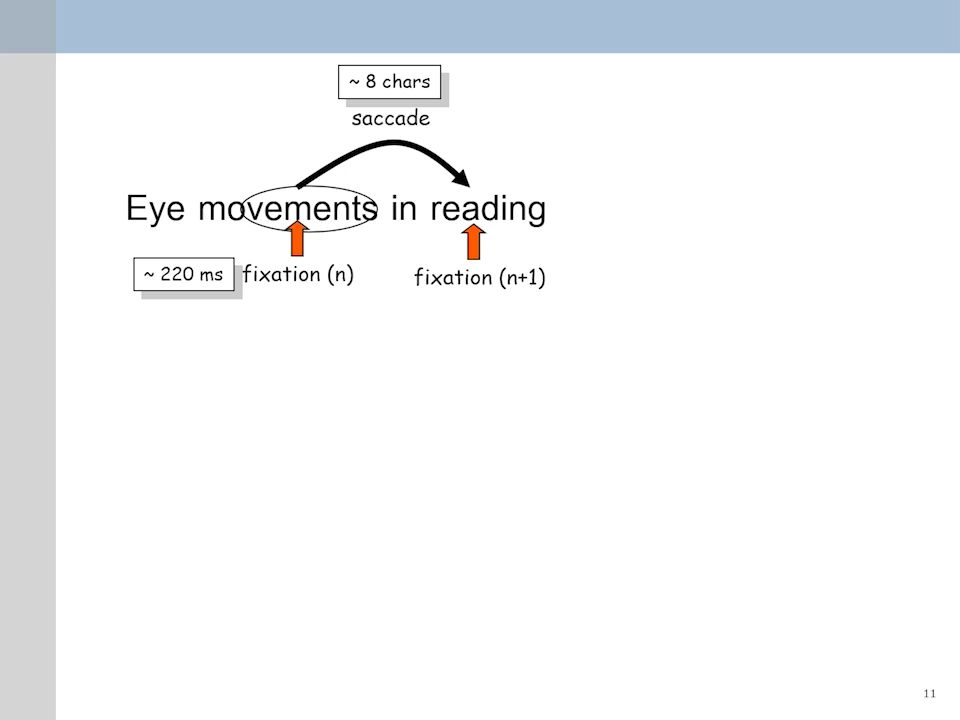 ~ 8 chars
saccade
Eye movements in reading
~ 220 ms
fixation (n)
fixation (n+1)
11